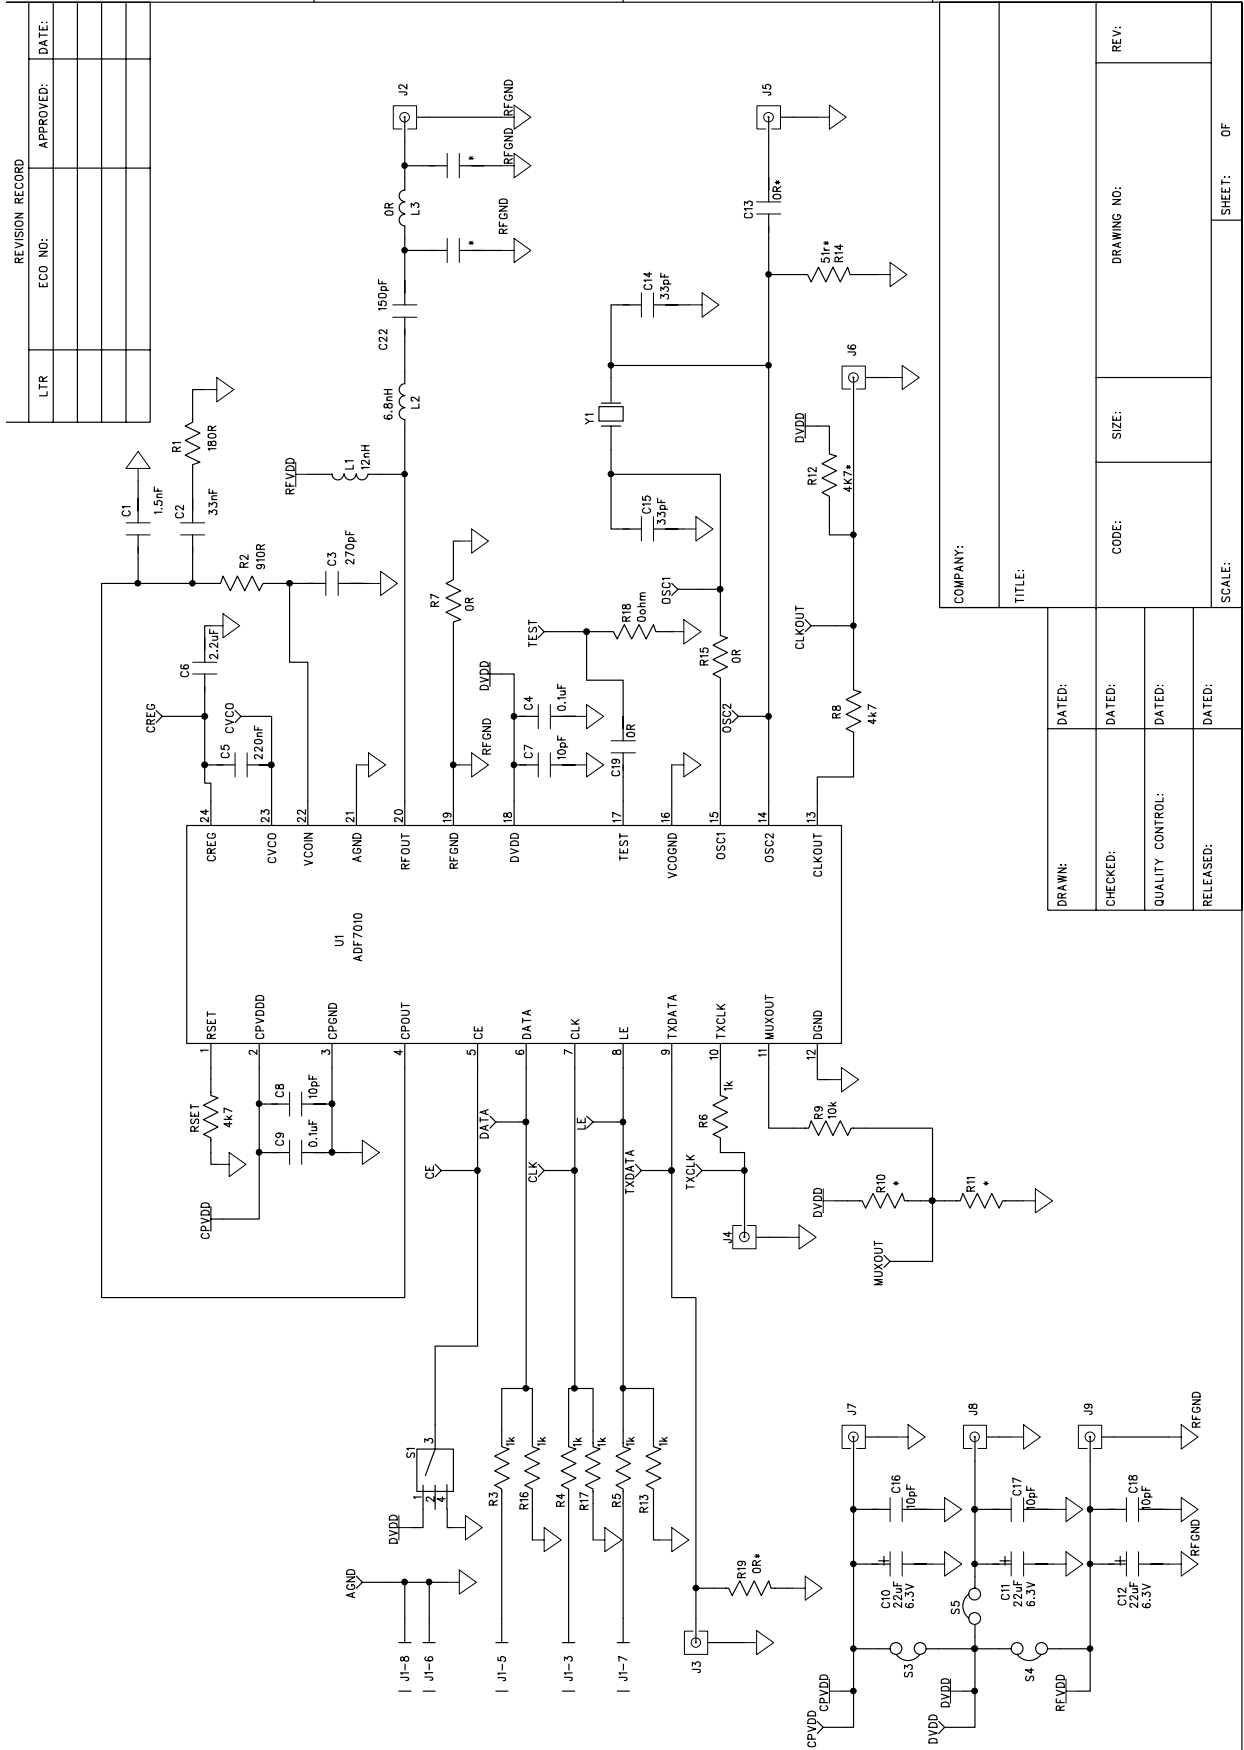 REVISION RECORD
LTR
ECO NO:
APPROVED:
DATE:
J2
RFGND
*
RFGND
*
RFGND
0R
L3
150pF
C22
6.8nH
L2
RFVDD
L1
12nH
J5
C13
0R*
51r*
R14
C14
33pF
Y1
C15
33pF
J6
DVDD
R12
4K7*
CLKOUT
R8
4k7
C1
1.5nF
C2
33nF
R1
180R
R2
910R
C3
270pF
C6
2.2uF
CREG
C5
220nF
CVCO
R7
0R
RFGND
DVDD
C4
0.1uF
C7
10pF
TEST
R18
0ohm
C19
0R
OSC1
R15
0R
OSC2
24
23
22
21
20
19
18
17
16
15
14
13
CREG
CVCO
VCOIN
AGND
RFOUT
RFGND
DVDD
TEST
VCOGND
OSC1
OSC2
CLKOUT
U1
ADF7010
RSET
CPVDDD
CPGND
CPOUT
CE
DATA
CLK
LE
TXDATA
TXCLK
MUXOUT
DGND
1
2
3
4
5
6
7
8
9
10
11
12
RSET
4k7
C8
10pF
C9
0.1uF
CPVDD
CE
DATA
CLK
LE
TXDATA
TXCLK
R6
1k
J4
R9
10k
DVDD
R10
*
R11
*
MUXOUT
S1
1
2
4
3
DVDD
AGND
R3
1k
R16
1k
R4
1k
R17
1k
R5
1k
R13
1k
J1-8
J1-6
J1-5
J1-3
J1-7
J3
R19
0R*
J7
C16
10pF
C10
22uF
6.3V
J8
C17
10pF
C11
22uF
6.3V
J9
RFGND
C18
10pF
RFGND
C12
22uF
6.3V
S5
S3
S4
CPVDD
CPVDD
DVDD
DVDD
RFVDD
COMPANY:
TITLE:
CODE:
SIZE:
DRAWING NO:
REV:
SCALE:
SHEET:
OF
DRAWN:
DATED:
CHECKED:
DATED:
QUALITY CONTROL:
DATED:
RELEASED:
DATED: